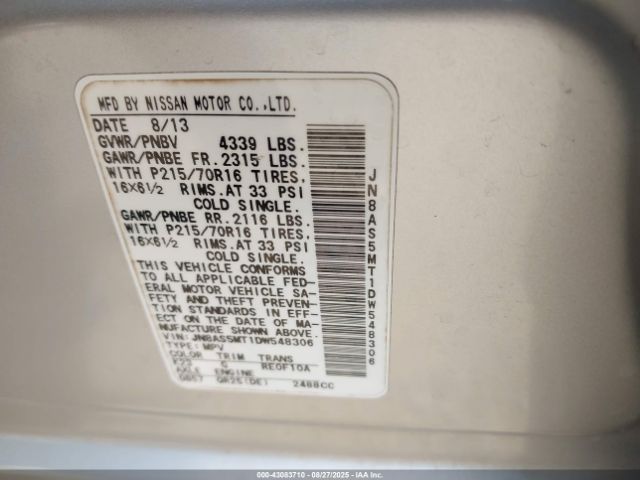 MFD BY NISSAN MOTOR CO.,LTD.
DATE 8/13
GVWR/PNBV 4339 LBS.
GAWR/PNBE FR. 2315 LBS.
WITH P215/70R16 TIRES.
16X6½ RIMS. AT 33 PSI
COLD SINGLE.
GAWR/PNBE RR. 2116 LBS.
WITH P215/70R16 TIRES.
16X6½ RIMS. AT 33 PSI
COLD SINGLE.
THIS VEHICLE CONFORMS
TO ALL APPLICABLE FED-
ERAL MOTOR VEHICLE SA-
FETY AND THEFT PREVEN-
TION STANDARDS IN EFF-
ECT ON THE DATE OF MA-
NUFACTURE SHOWN ABOVE.
VIN: JN8AS5MT1DW548306
TYPE: MPV
COLOR TRIM TRANS
K23 G RE0F10A
AXLE ENGINE
GB57 QR25(DE) 2488CC
JN8AS5MT1DW548306
000-43083710 - 08/27/2025 - IAAI.COM